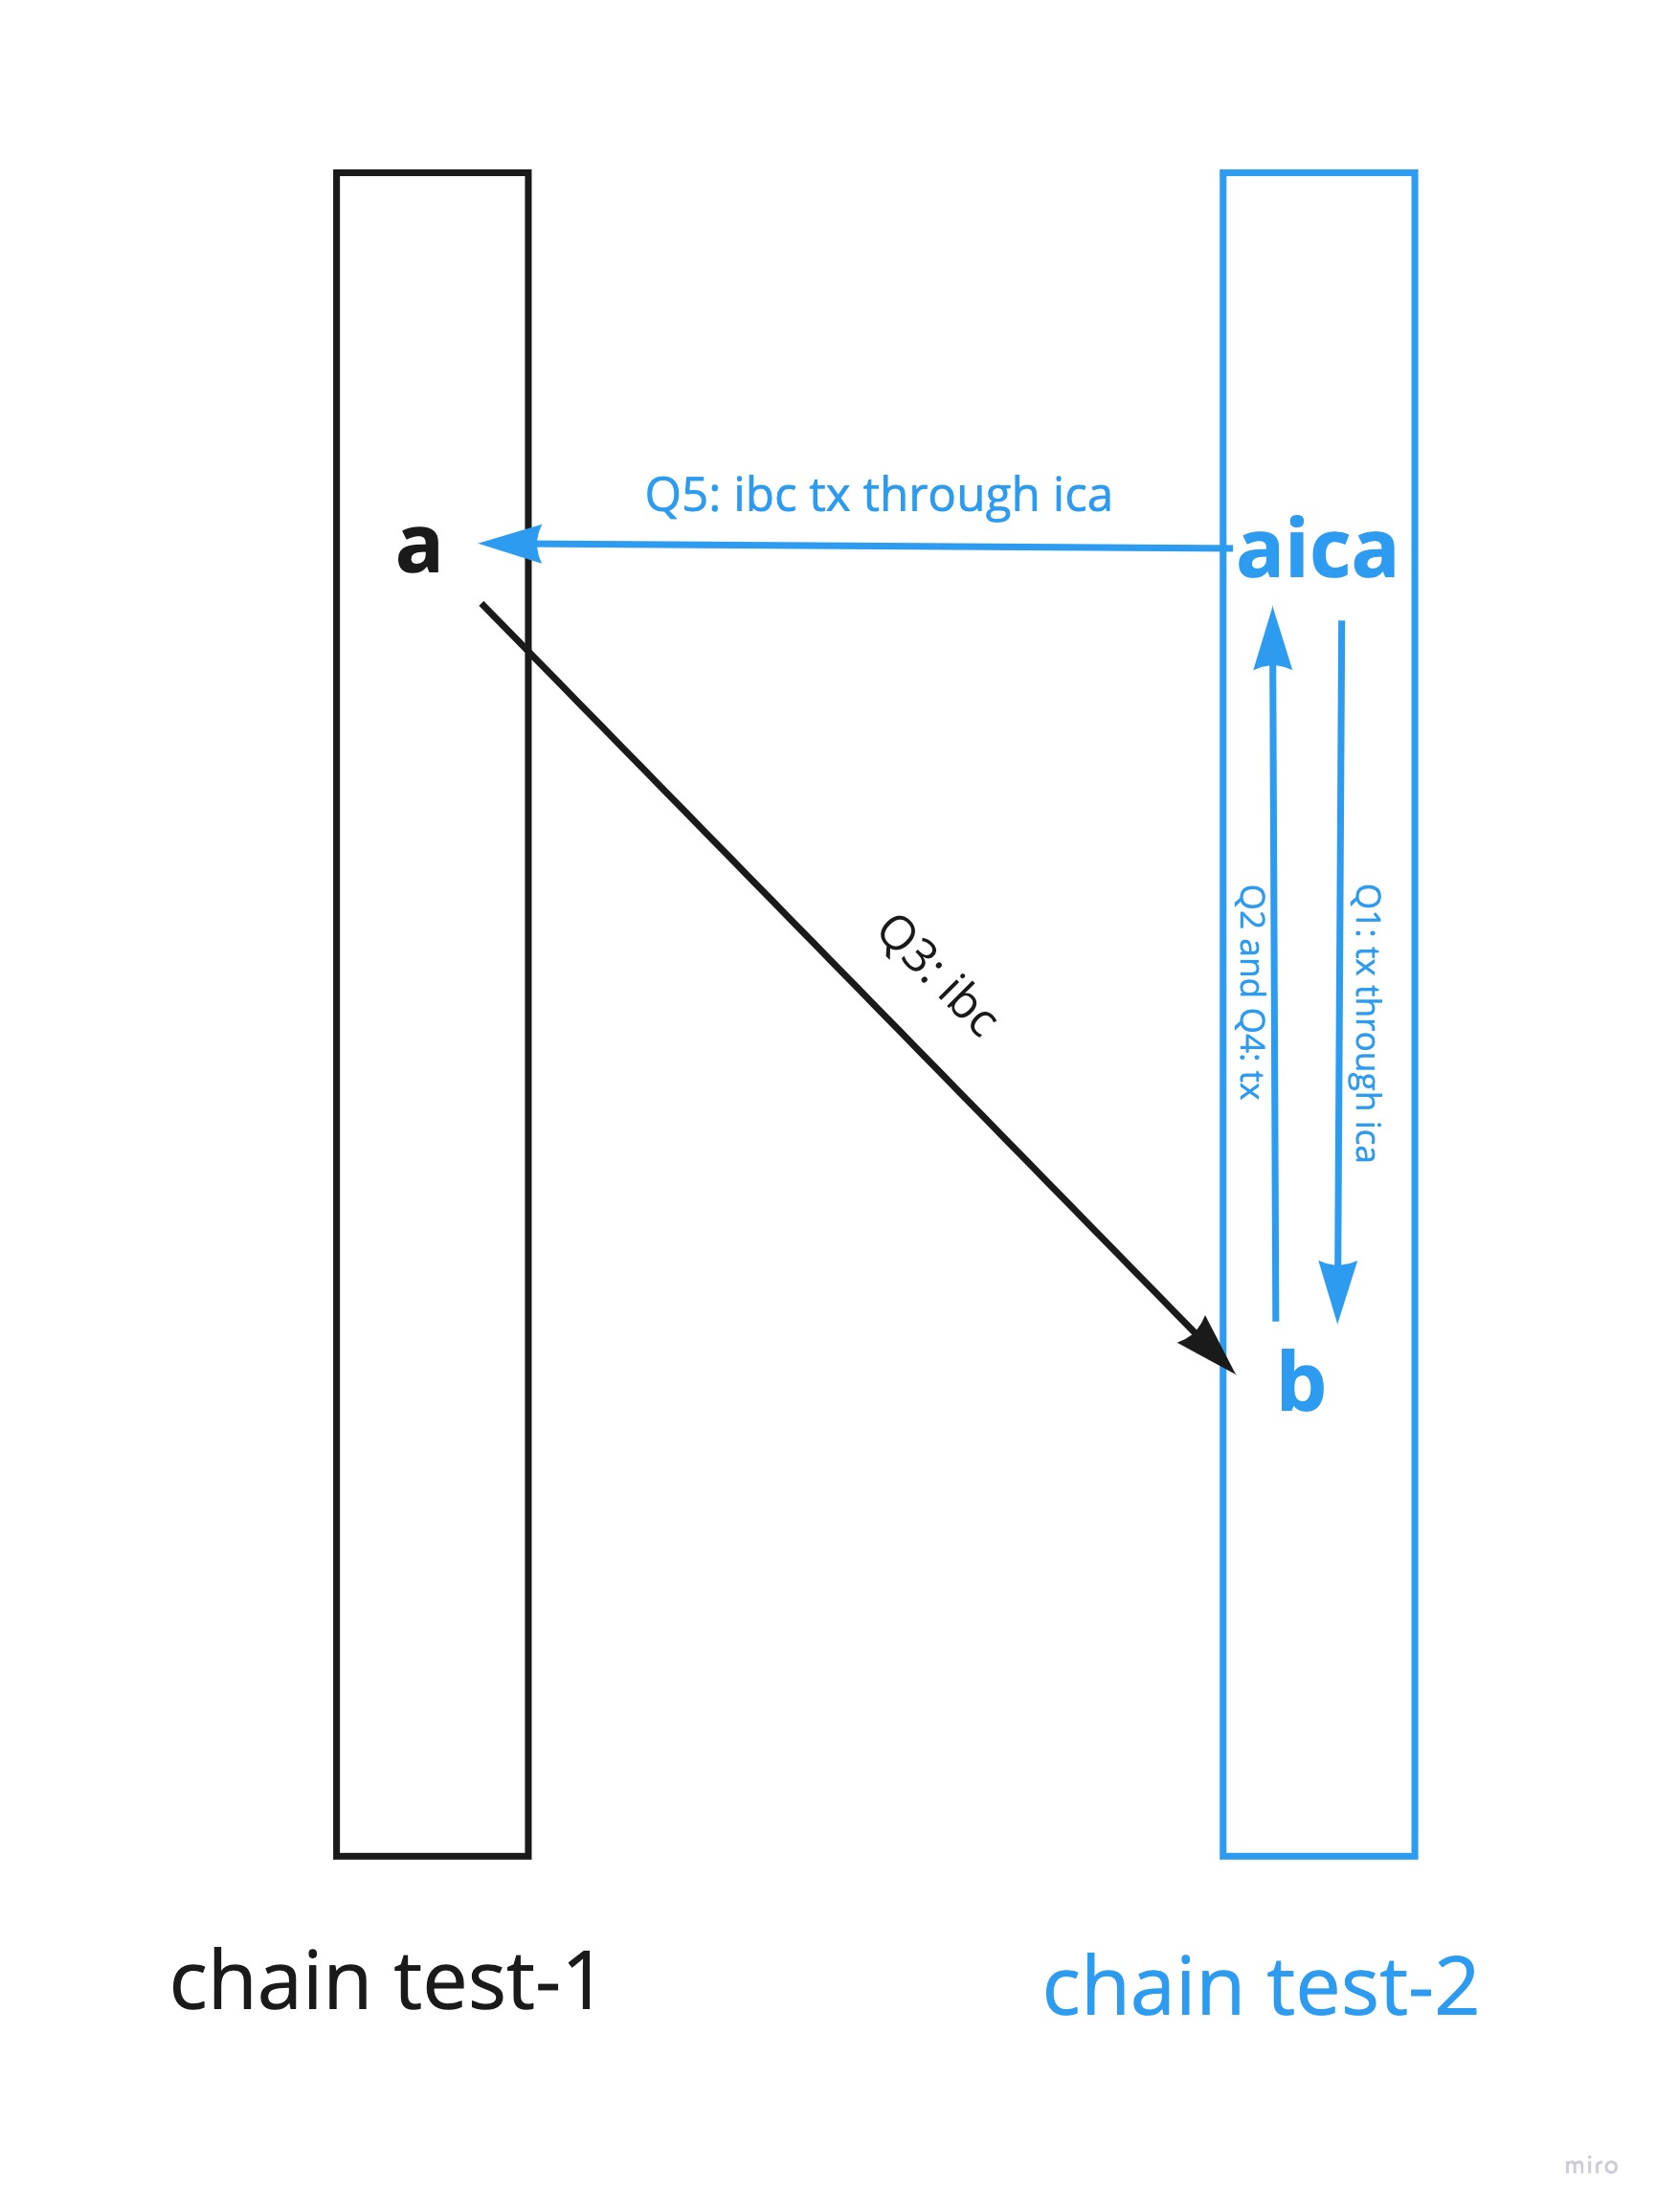 Q5: ibc tx through ica
a
aica
Q3: ibc
Q2 and Q4: tx
Q1: tx through ica
b
chain test-1
chain test-2
miro